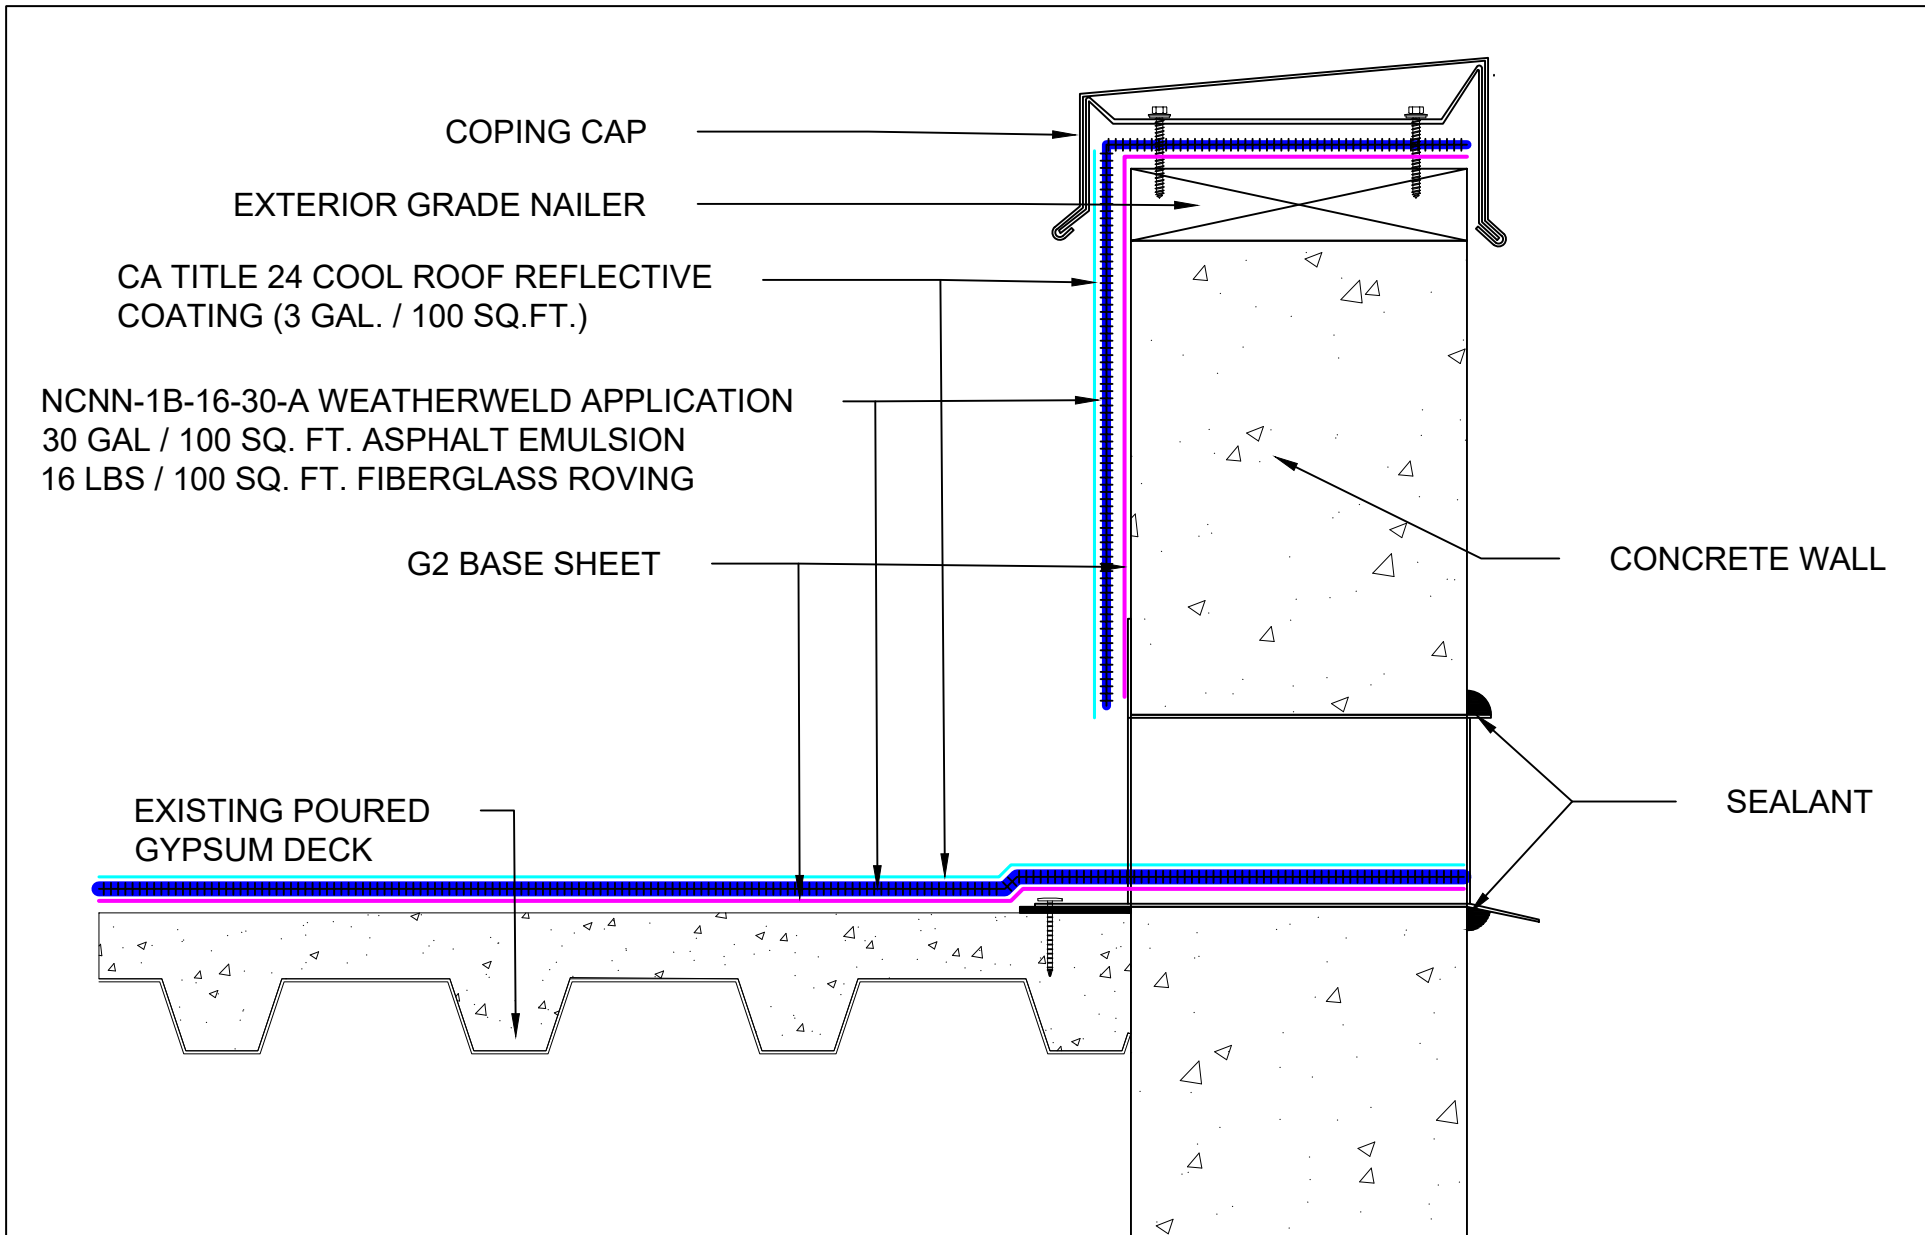 COPING CAP
EXTERIOR GRADE NAILER
CA TITLE 24 COOL ROOF REFLECTIVE
COATING (3 GAL. / 100 SQ.FT.)
NCNN-1B-16-30-A WEATHERWELD APPLICATION
30 GAL / 100 SQ. FT. ASPHALT EMULSION
16 LBS / 100 SQ. FT. FIBERGLASS ROVING
G2 BASE SHEET
CONCRETE WALL
EXISTING POURED
GYPSUM DECK
SEALANT